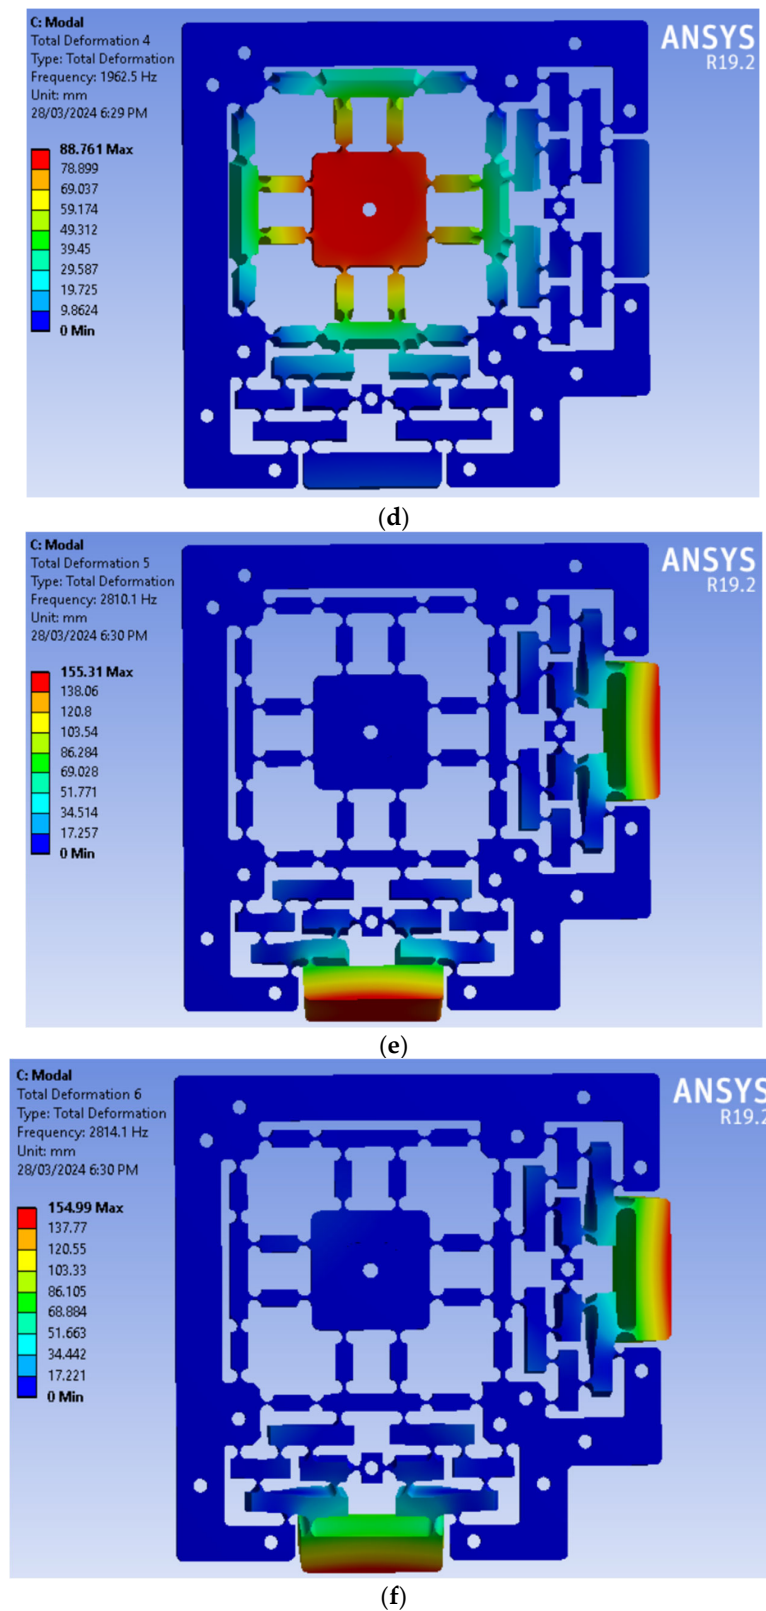 C: Modal
Total Deformation 4
Type: Total Deformation
Frequency: 1962.5 Hz
Unit: mm
28/03/2024 6:29 PM
ANSYS
R19.2
88.761 Max
78.899
69.037
59.174
49.312
39.45
29.587
19.725
9.8624
0 Min
(d)
C: Modal
Total Deformation 5
Type: Total Deformation
Frequency: 2810.1 Hz
Unit: mm
28/03/2024 6:30 PM
ANSYS
R19.2
155.31 Max
138.06
120.8
103.54
86.284
69.028
51.771
34.514
17.257
0 Min
(e)
C: Modal
Total Deformation 6
Type: Total Deformation
Frequency: 2814.1 Hz
Unit: mm
28/03/2024 6:30 PM
ANSYS
R19.2
154.99 Max
137.77
120.55
103.33
86.105
68.884
51.663
34.442
17.221
0 Min
(f)